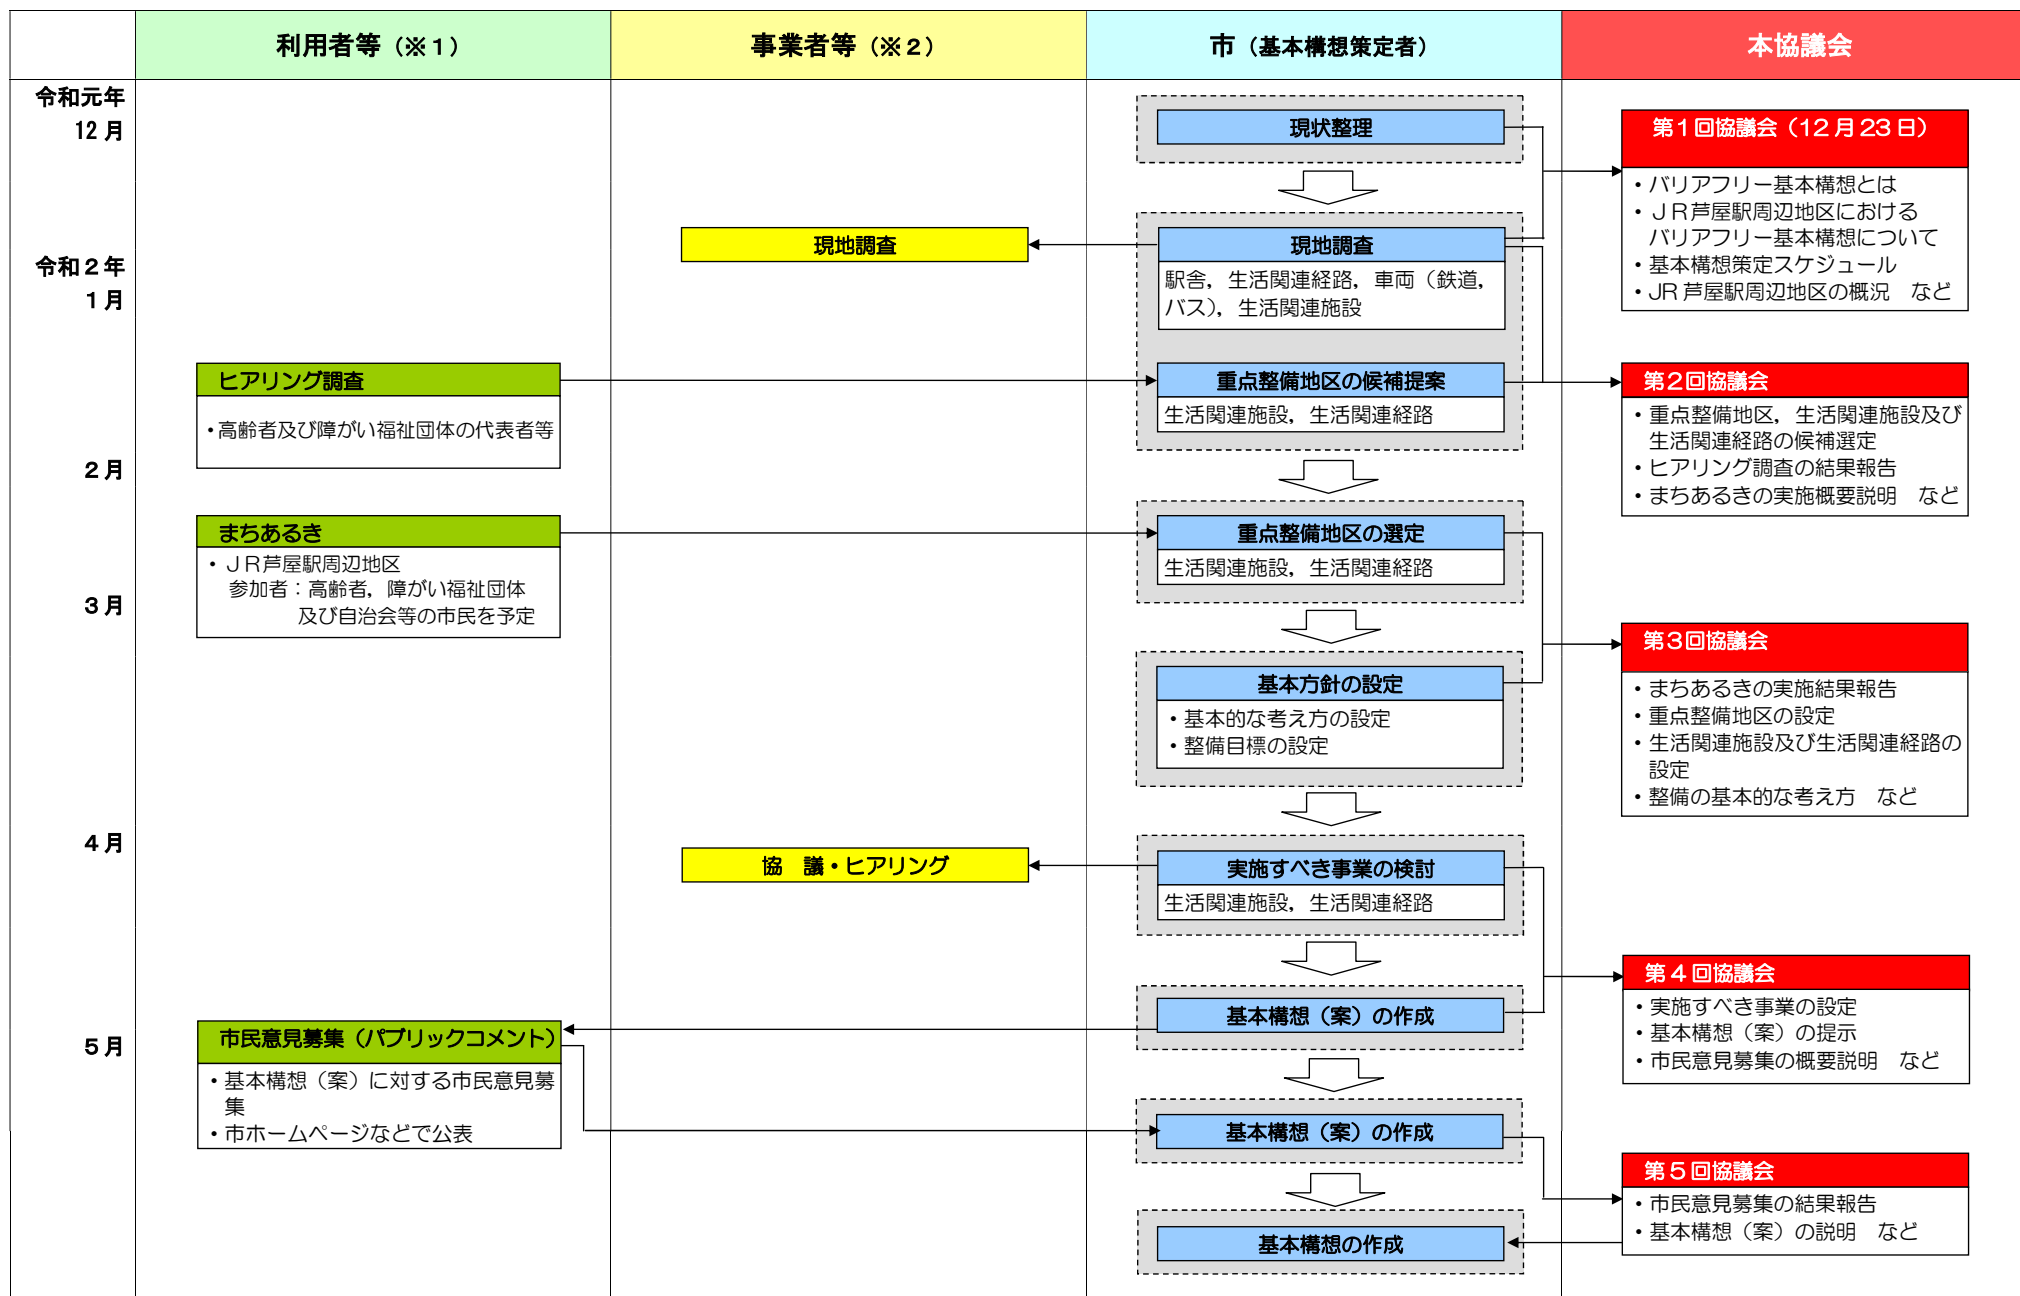 利用者等（※１）
事業者等（※２）
市（基本構想策定者）
本協議会
令和元年
12月
現状整理
第１回協議会（12月23日）
・バリアフリー基本構想とは
・ＪＲ芦屋駅周辺地区における
バリアフリー基本構想について
・基本構想策定スケジュール
・JR芦屋駅周辺地区の概況　など
現地調査
現地調査
駅舎，生活関連経路，車両（鉄道，
バス），生活関連施設
令和２年
１月
ヒアリング調査
・高齢者及び障がい福祉団体の代表者等
重点整備地区の候補提案
生活関連施設，生活関連経路
第２回協議会
・重点整備地区，生活関連施設及び
生活関連経路の候補選定
・ヒアリング調査の結果報告
・まちあるきの実施概要説明　など
２月
まちあるき
・ＪＲ芦屋駅周辺地区
参加者：高齢者，障がい福祉団体
及び自治会等の市民を予定
重点整備地区の選定
生活関連施設，生活関連経路
３月
第３回協議会
・まちあるきの実施結果報告
・重点整備地区の設定
・生活関連施設及び生活関連経路の
設定
・整備の基本的な考え方　など
基本方針の設定
・基本的な考え方の設定
・整備目標の設定
４月
協　議・ヒアリング
実施すべき事業の検討
生活関連施設，生活関連経路
第４回協議会
・実施すべき事業の設定
・基本構想（案）の提示
・市民意見募集の概要説明　など
基本構想（案）の作成
５月
市民意見募集（パブリックコメント）
・基本構想（案）に対する市民意見募
集
・市ホームページなどで公表
基本構想（案）の作成
第５回協議会
・市民意見募集の結果報告
・基本構想（案）の説明　など
基本構想の作成